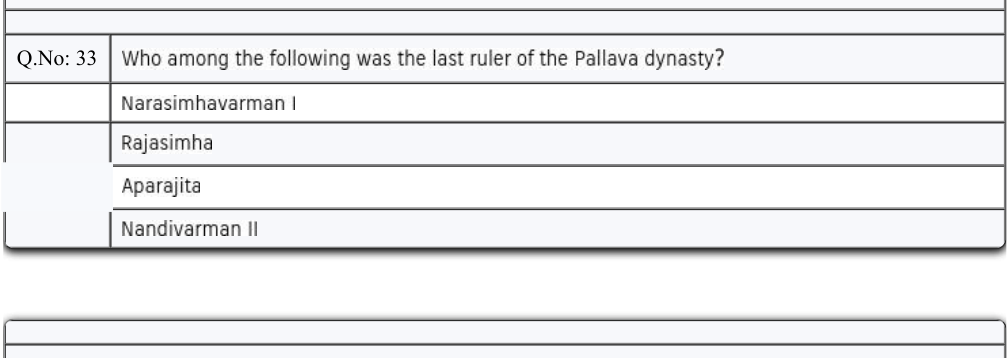 Q.No: 33 Who among the following was the last ruler of the Pallava dynasty?
Narasimhavarman I
Rajasimha
Aparajita
Nandivarman II